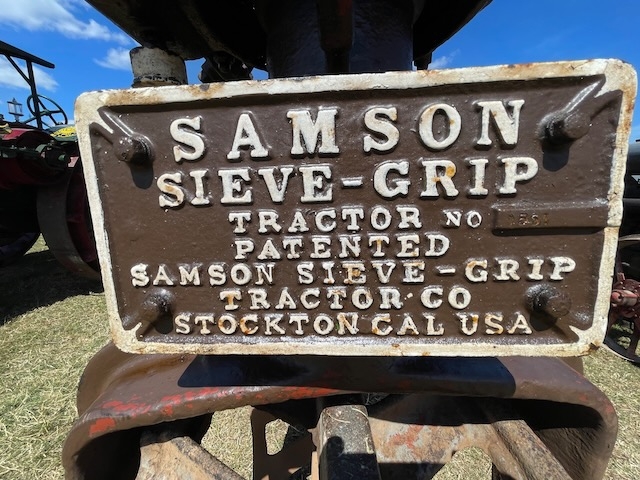 SAMSON
SIEVE-GRIP
TRACTOR NO
PATENTED
SAMSON SIEVE-GRIP
TRACTOR CO
STOCKTON CAL USA